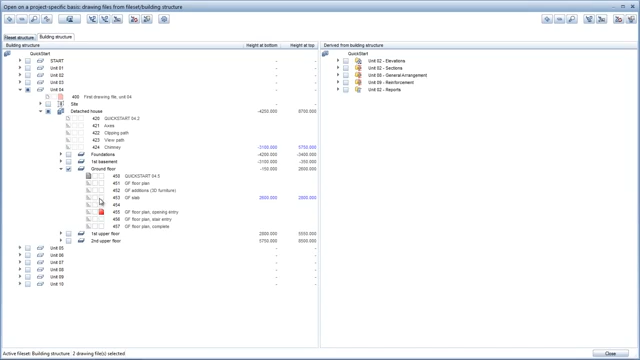 Open on a project-specific basis: drawing files from fileset/building structure
Fileset structure
Building structure
Building structure Height at bottom Height at top
QuickStart
START - -
Unit 01 - -
Unit 02 - -
Unit 03 - -
Unit 04 - -
400 First drawing file, unit 04
Site - -
Detached house -4250.000 8700.000
420 QUICKSTART 04.2
421 Axes
422 Clipping path
423 View path
424 Chimney -3100.000 5750.000
Foundations -4200.000 -3400.000
1st basement -3100.000 -250.000
Ground floor -150.000 2600.000
450 QUICKSTART 04.5
451 GF floor plan
452 GF additions (3D furniture)
453 GF slab 2600.000 2800.000
454
455 GF floor plan, opening entry
456 GF floor plan, stair entry
457 GF floor plan, complete
1st upper floor 2800.000 5550.000
2nd upper floor 5750.000 8500.000
Unit 05 - -
Unit 06 - -
Unit 07 - -
Unit 08 - -
Unit 09 - -
Unit 10 - -
Derived from building structure
QuickStart
Unit 02 - Elevations
Unit 02 - Sections
Unit 08 - General Arrangement
Unit 09 - Reinforcement
Unit 02 - Reports
Active fileset: Building structure 2 drawing file(s) selected
Close